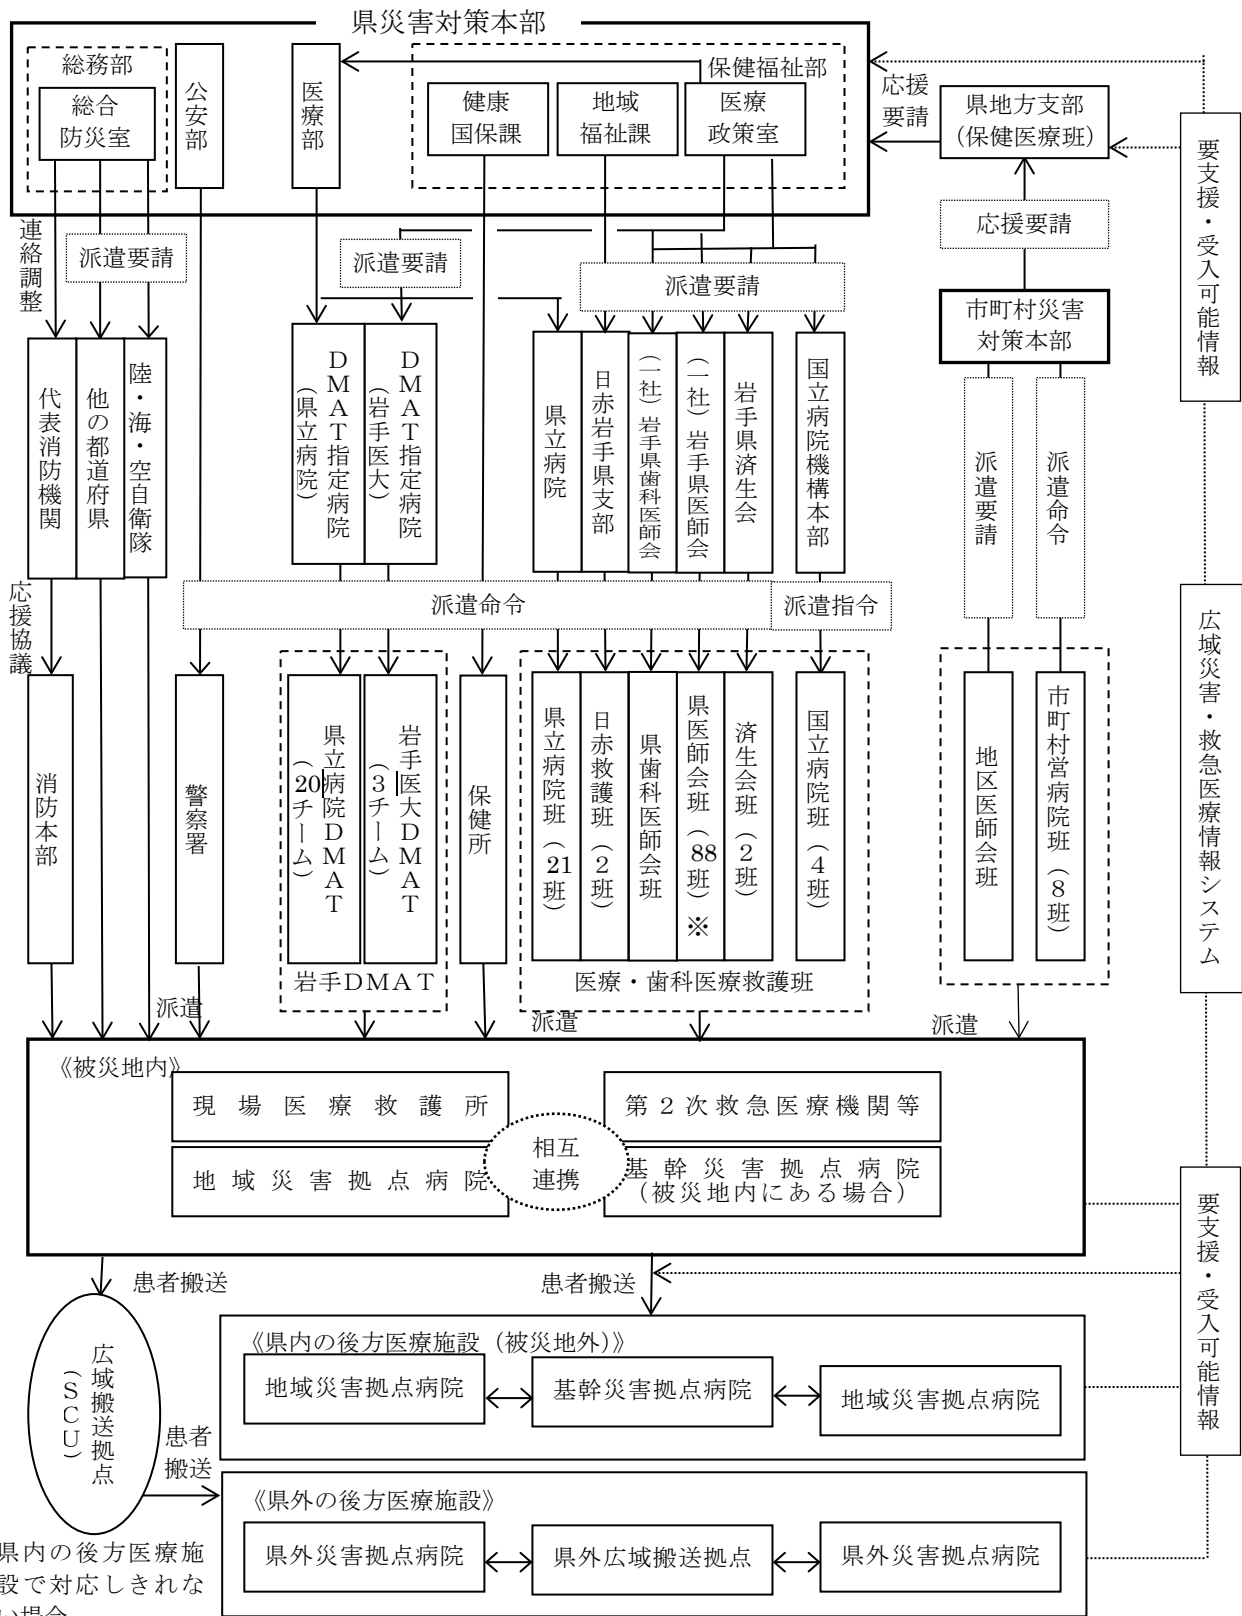 県災害対策本部
総務部
総合
防災室
公安部
医療部
保健福祉部
健康
国保課
地域
福祉課
医療
政策室
応援
要請
県地方支部
（保健医療班）
要支援・受入可能情報
連絡調整
派遣要請
派遣要請
派遣要請
応援要請
市町村災害
対策本部
代表消防機関
他の都道府県
陸・海・空自衛隊
ＤＭＡＴ指定病院
（県立病院）
ＤＭＡＴ指定病院
（岩手医大）
県立病院
日赤岩手県支部
（一社）岩手県歯科医師会
（一社）岩手県医師会
岩手県済生会
国立病院機構本部
派遣要請
派遣命令
応援協議
派遣命令
派遣指令
広域災害・救急医療情報システム
消防本部
警察署
県立病院ＤＭＡＴ
（20チーム）
岩手医大ＤＭＡＴ
（３チーム）
岩手DMAT
保健所
県立病院班（21班）
日赤救護班（２班）
県歯科医師会班
県医師会班（88班）※
済生会班（２班）
国立病院班（４班）
医療・歯科医療救護班
地区医師会班
市町村営病院班（８班）
派遣
派遣
派遣
《被災地内》
現場医療救護所
第２次救急医療機関等
相互
連携
地域災害拠点病院
基幹災害拠点病院
（被災地内にある場合）
要支援・受入可能情報
患者搬送
患者搬送
広域搬送拠点
（ＳＣＵ）
《県内の後方医療施設（被災地外）》
地域災害拠点病院
基幹災害拠点病院
地域災害拠点病院
患者
搬送
《県外の後方医療施設》
県外災害拠点病院
県外広域搬送拠点
県外災害拠点病院
県内の後方医療施
設で対応しきれな
い場合